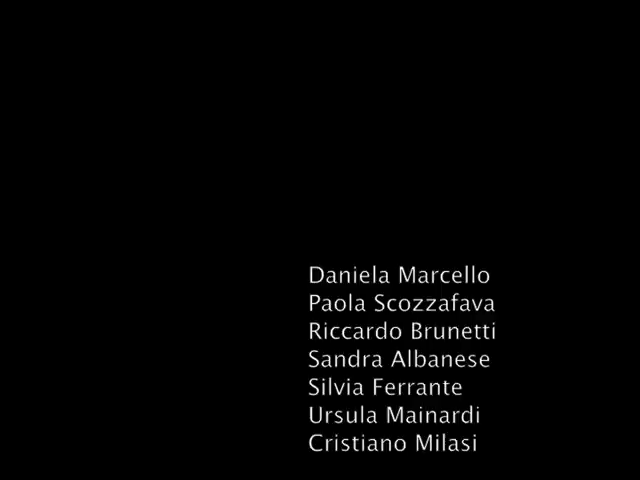 Daniela Marcello
Paola Scozzafava
Riccardo Brunetti
Sandra Albanese
Silvia Ferrante
Ursula Mainardi
Cristiano Milasi